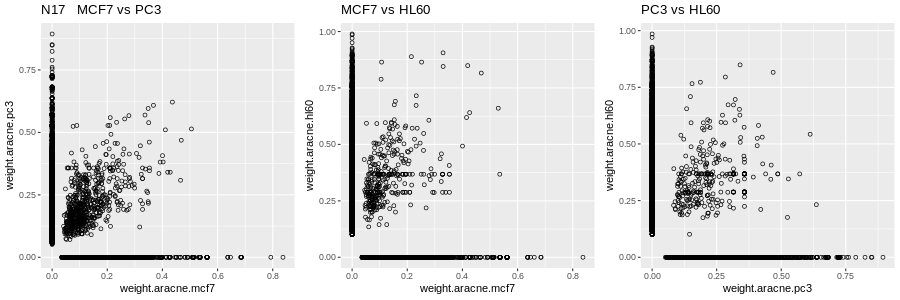 N17 MCF7 vs PC3
MCF7 vs HL60
PC3 vs HL60
weight.aracne.pc3
0.75
0.50
0.25
0.00
0.0 0.2 0.4 0.6 0.8
weight.aracne.mcf7
weight.aracne.hl60
1.00
0.75
0.50
0.25
0.00
0.0 0.2 0.4 0.6 0.8
weight.aracne.mcf7
weight.aracne.hl60
1.00
0.75
0.50
0.25
0.00
0.00 0.25 0.50 0.75
weight.aracne.pc3